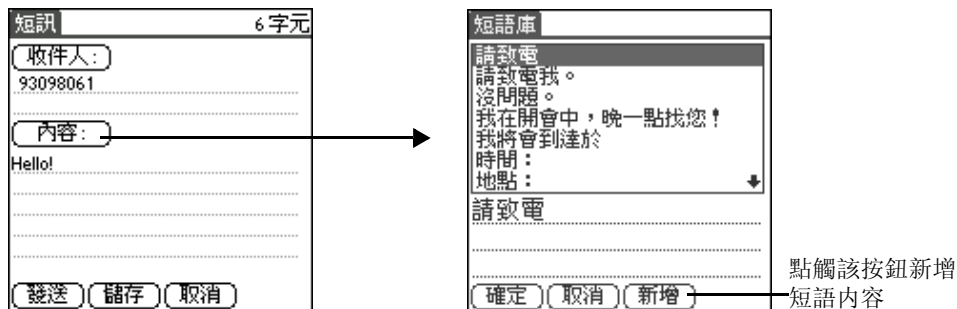 短訊 6 字元
收件人:
93098061
內容:
Hello!
發送 儲存 取消
短語庫
請致電
請致電我。
沒問題。
我在開會中，晚一點找您！
我將會到達於
時間：
地點：
請致電
確定 取消 新增
點觸該按鈕新增
短語內容